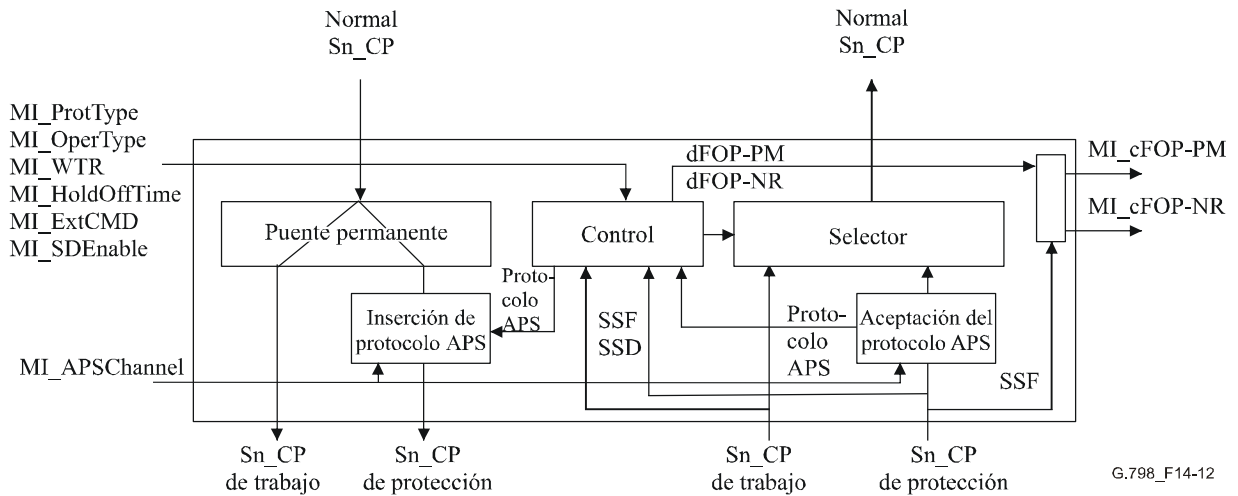 Normal
Sn_CP
Normal
Sn_CP
MI_ProtType
MI_OperType
MI_WTR
MI_HoldOffTime
MI_ExtCMD
MI_SDEnable
dFOP-PM
dFOP-NR
MI_cFOP-PM
MI_cFOP-NR
Puente permanente
Control
Selector
Proto-
colo
APS
Inserción de
protocolo APS
SSF
SSD
Proto-
colo
APS
Aceptación del
protocolo APS
SSF
MI_APSChannel
Sn_CP
de trabajo
Sn_CP
de protección
Sn_CP
de trabajo
Sn_CP
de protección
G.798_F14-12